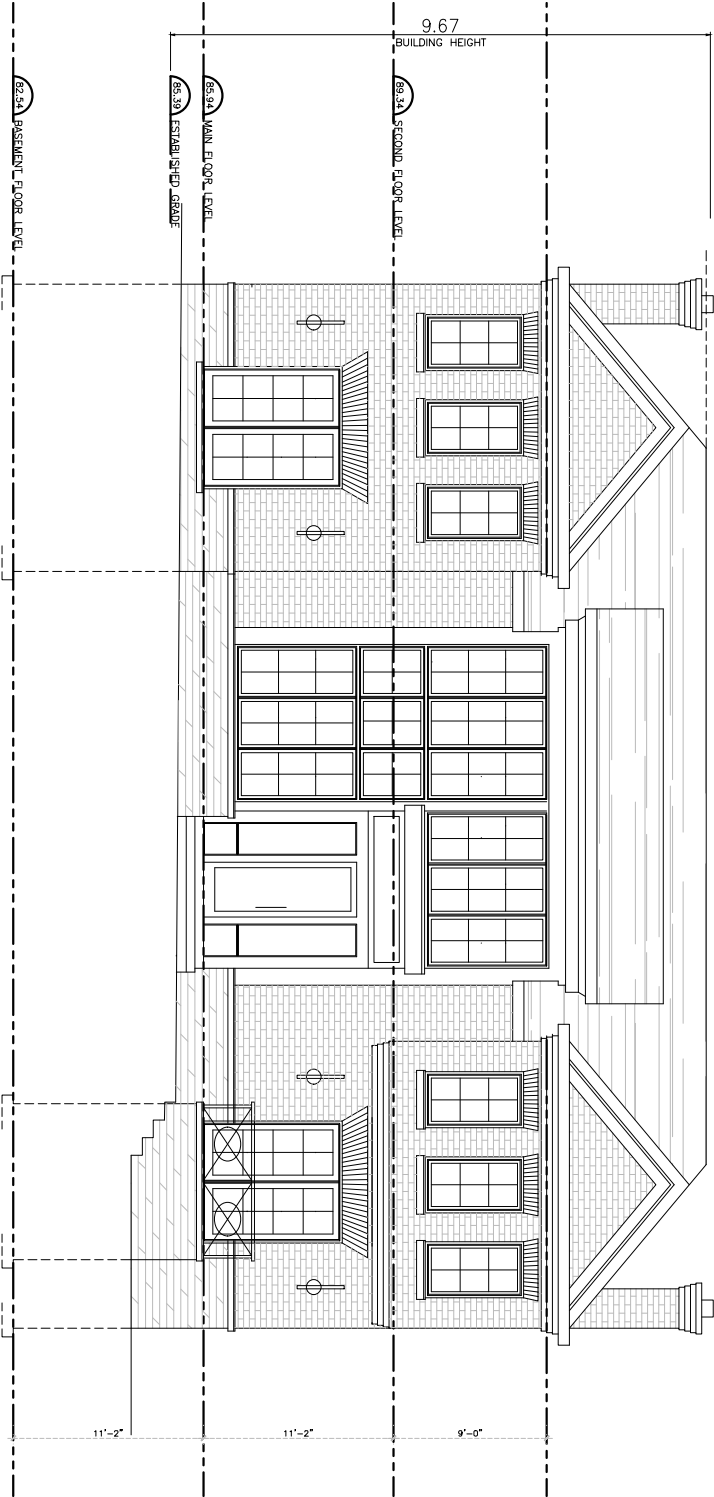 9.67
BUILDING HEIGHT
82.54 BASEMENT FLOOR LEVEL
85.39 ESTABLISHED GRADE
85.94 MAIN FLOOR LEVEL
89.34 SECOND FLOOR LEVEL
11'-2"
11'-2"
9'-0"